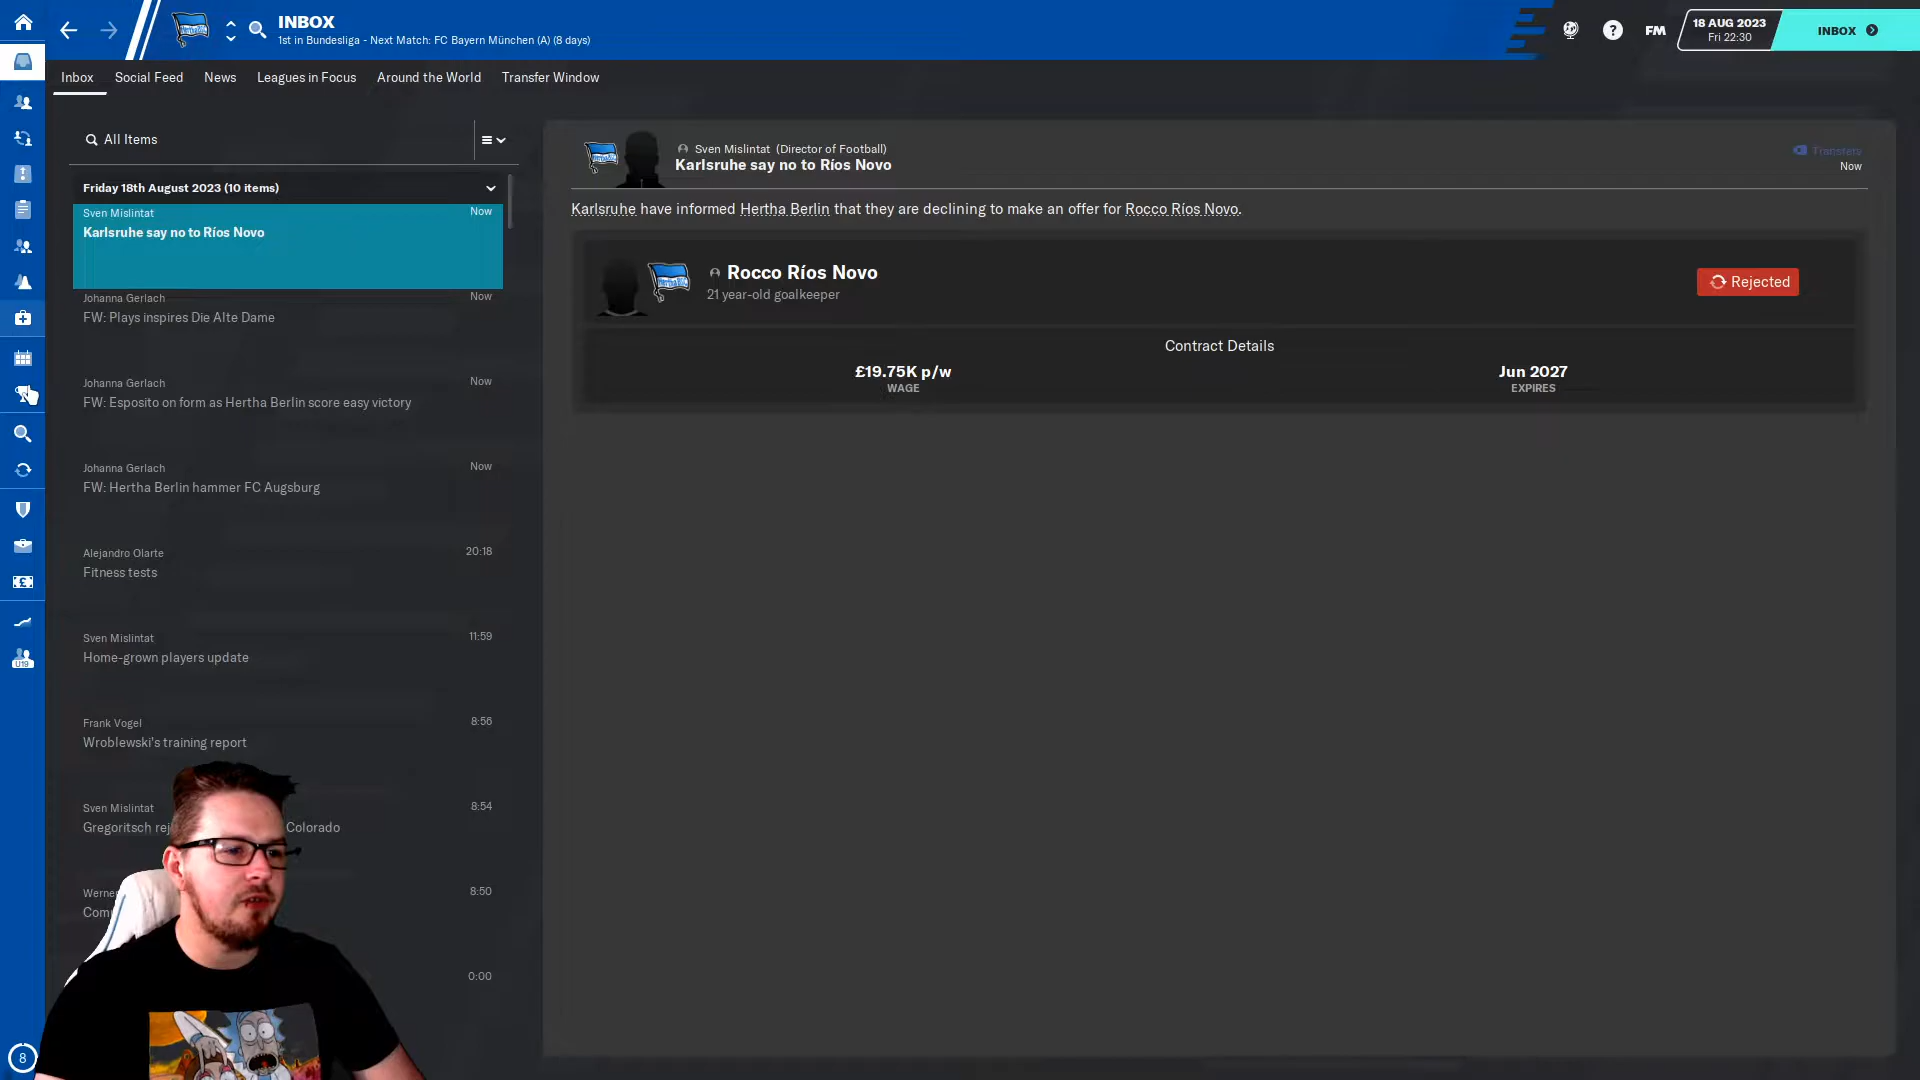 INBOX
1st in Bundesliga - Next Match: FC Bayern München (A) (8 days)
FM
18 AUG 2023
Fri 22:30
INBOX
Inbox
Social Feed
News
Leagues in Focus
Around the World
Transfer Window
All Items
Friday 18th August 2023 (10 items)
Sven Mislintat
Now
Karlsruhe say no to Ríos Novo
Johanna Gerlach
Now
FW: Plays inspires Die Alte Dame
Johanna Gerlach
Now
FW: Esposito on form as Hertha Berlin score easy victory
Johanna Gerlach
Now
FW: Hertha Berlin hammer FC Augsburg
Alejandro Olarte
20:18
Fitness tests
Sven Mislintat
11:59
Home-grown players update
Frank Vogel
8:56
Wroblewski's training report
Sven Mislintat
8:54
Gregoritsch
Colorado
8:50
0:00
U19
8
Sven Mislintat (Director of Football)
Karlsruhe say no to Ríos Novo
Transfers
Now
Karlsruhe have informed Hertha Berlin that they are declining to make an offer for Rocco Ríos Novo.
Rocco Ríos Novo
21 year-old goalkeeper
Rejected
Contract Details
£19.75K p/w
WAGE
Jun 2027
EXPIRES